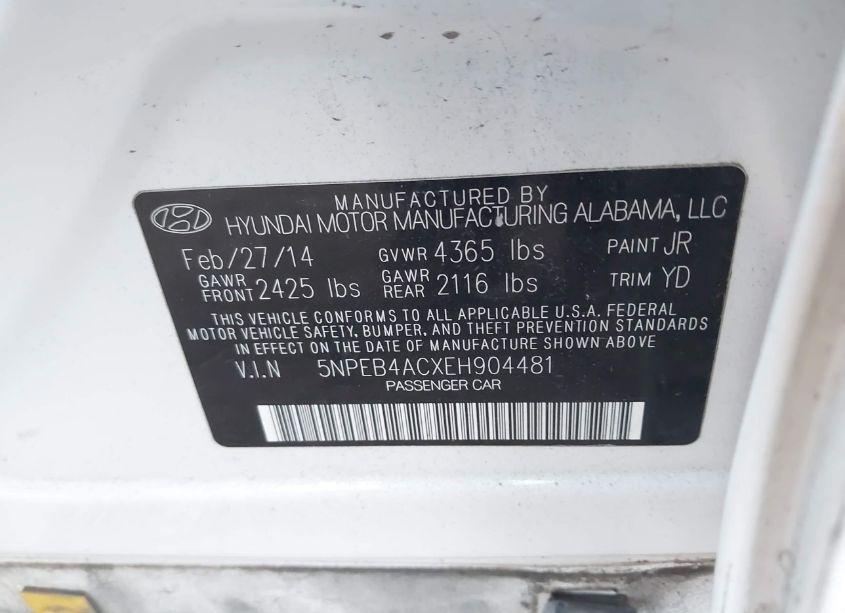 MANUFACTURED BY
HYUNDAI MOTOR MANUFACTURING ALABAMA, LLC
Feb/27/14 GVWR 4365 lbs PAINT JR
GAWR FRONT 2425 lbs GAWR REAR 2116 lbs TRIM YD
THIS VEHICLE CONFORMS TO ALL APPLICABLE U.S.A. FEDERAL
MOTOR VEHICLE SAFETY, BUMPER, AND THEFT PREVENTION STANDARDS
IN EFFECT ON THE DATE OF MANUFACTURE SHOWN ABOVE
V.I.N 5NPEB4ACXEH904481
PASSENGER CAR